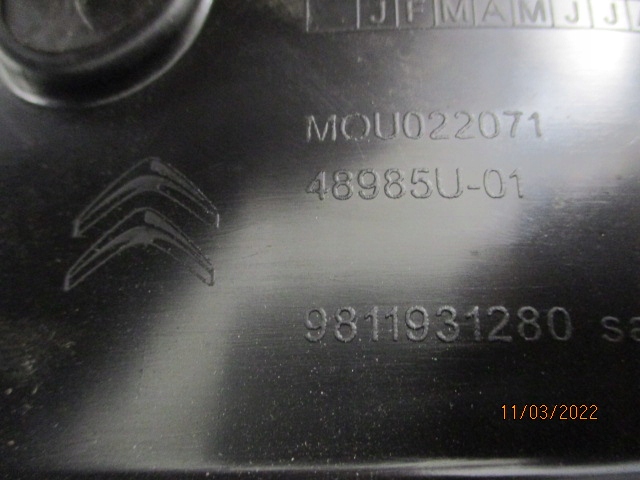 J F M A M J J
MOU022071
48985U-01
9811931280 sa
11/03/2022